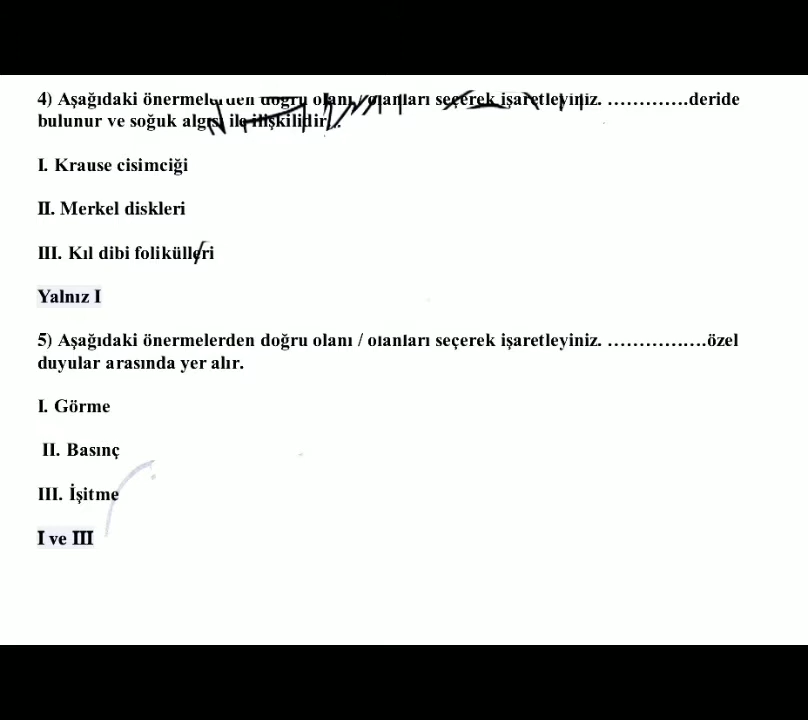 4) Aşağıdaki önermelerden doğru olanı / olanları seçerek işaretleyiniz. .............deride
bulunur ve soğuk algısı ile ilişkilidir...
I. Krause cisimciği
II. Merkel diskleri
III. Kıl dibi folikülleri
Yalnız I
5) Aşağıdaki önermelerden doğru olanı / olanları seçerek işaretleyiniz. ................özel
duyular arasında yer alır.
I. Görme
II. Basınç
III. İşitme
I ve III